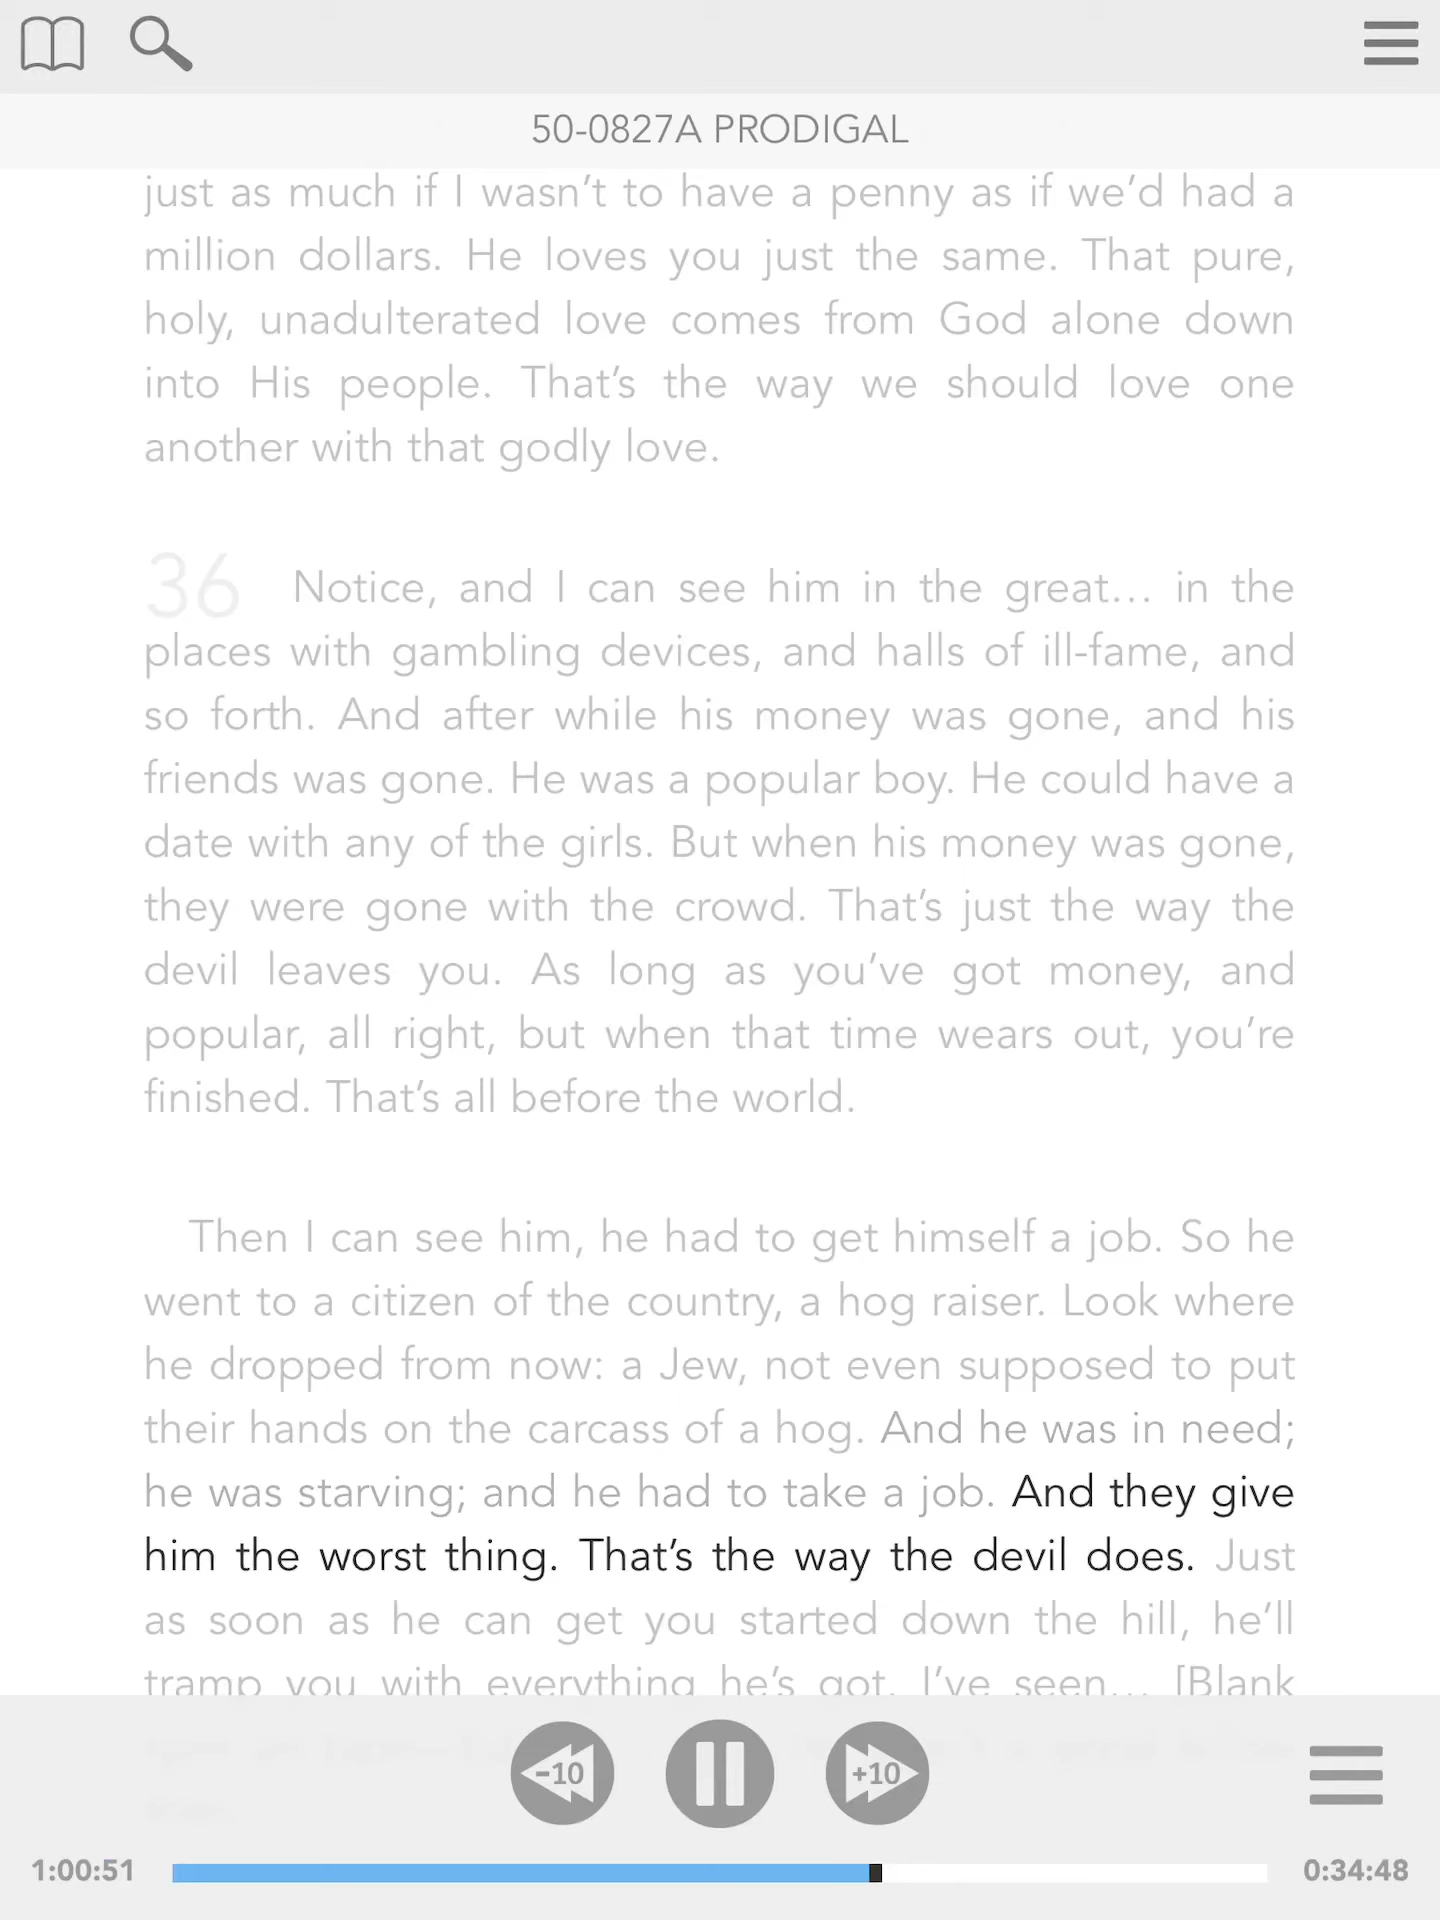 50-0827A PRODIGAL
just as much if I wasn’t to have a penny as if we’d had a
million dollars. He loves you just the same. That pure,
holy, unadulterated love comes from God alone down
into His people. That’s the way we should love one
another with that godly love.
36 Notice, and I can see him in the great… in the
places with gambling devices, and halls of ill-fame, and
so forth. And after while his money was gone, and his
friends was gone. He was a popular boy. He could have a
date with any of the girls. But when his money was gone,
they were gone with the crowd. That’s just the way the
devil leaves you. As long as you’ve got money, and
popular, all right, but when that time wears out, you’re
finished. That’s all before the world.
Then I can see him, he had to get himself a job. So he
went to a citizen of the country, a hog raiser. Look where
he dropped from now: a Jew, not even supposed to put
their hands on the carcass of a hog. And he was in need;
he was starving; and he had to take a job. And they give
him the worst thing. That’s the way the devil does. Just
as soon as he can get you started down the hill, he’ll
tramp you with everything he’s got. I’ve seen… [Blank
-10 +10
1:00:51 0:34:48